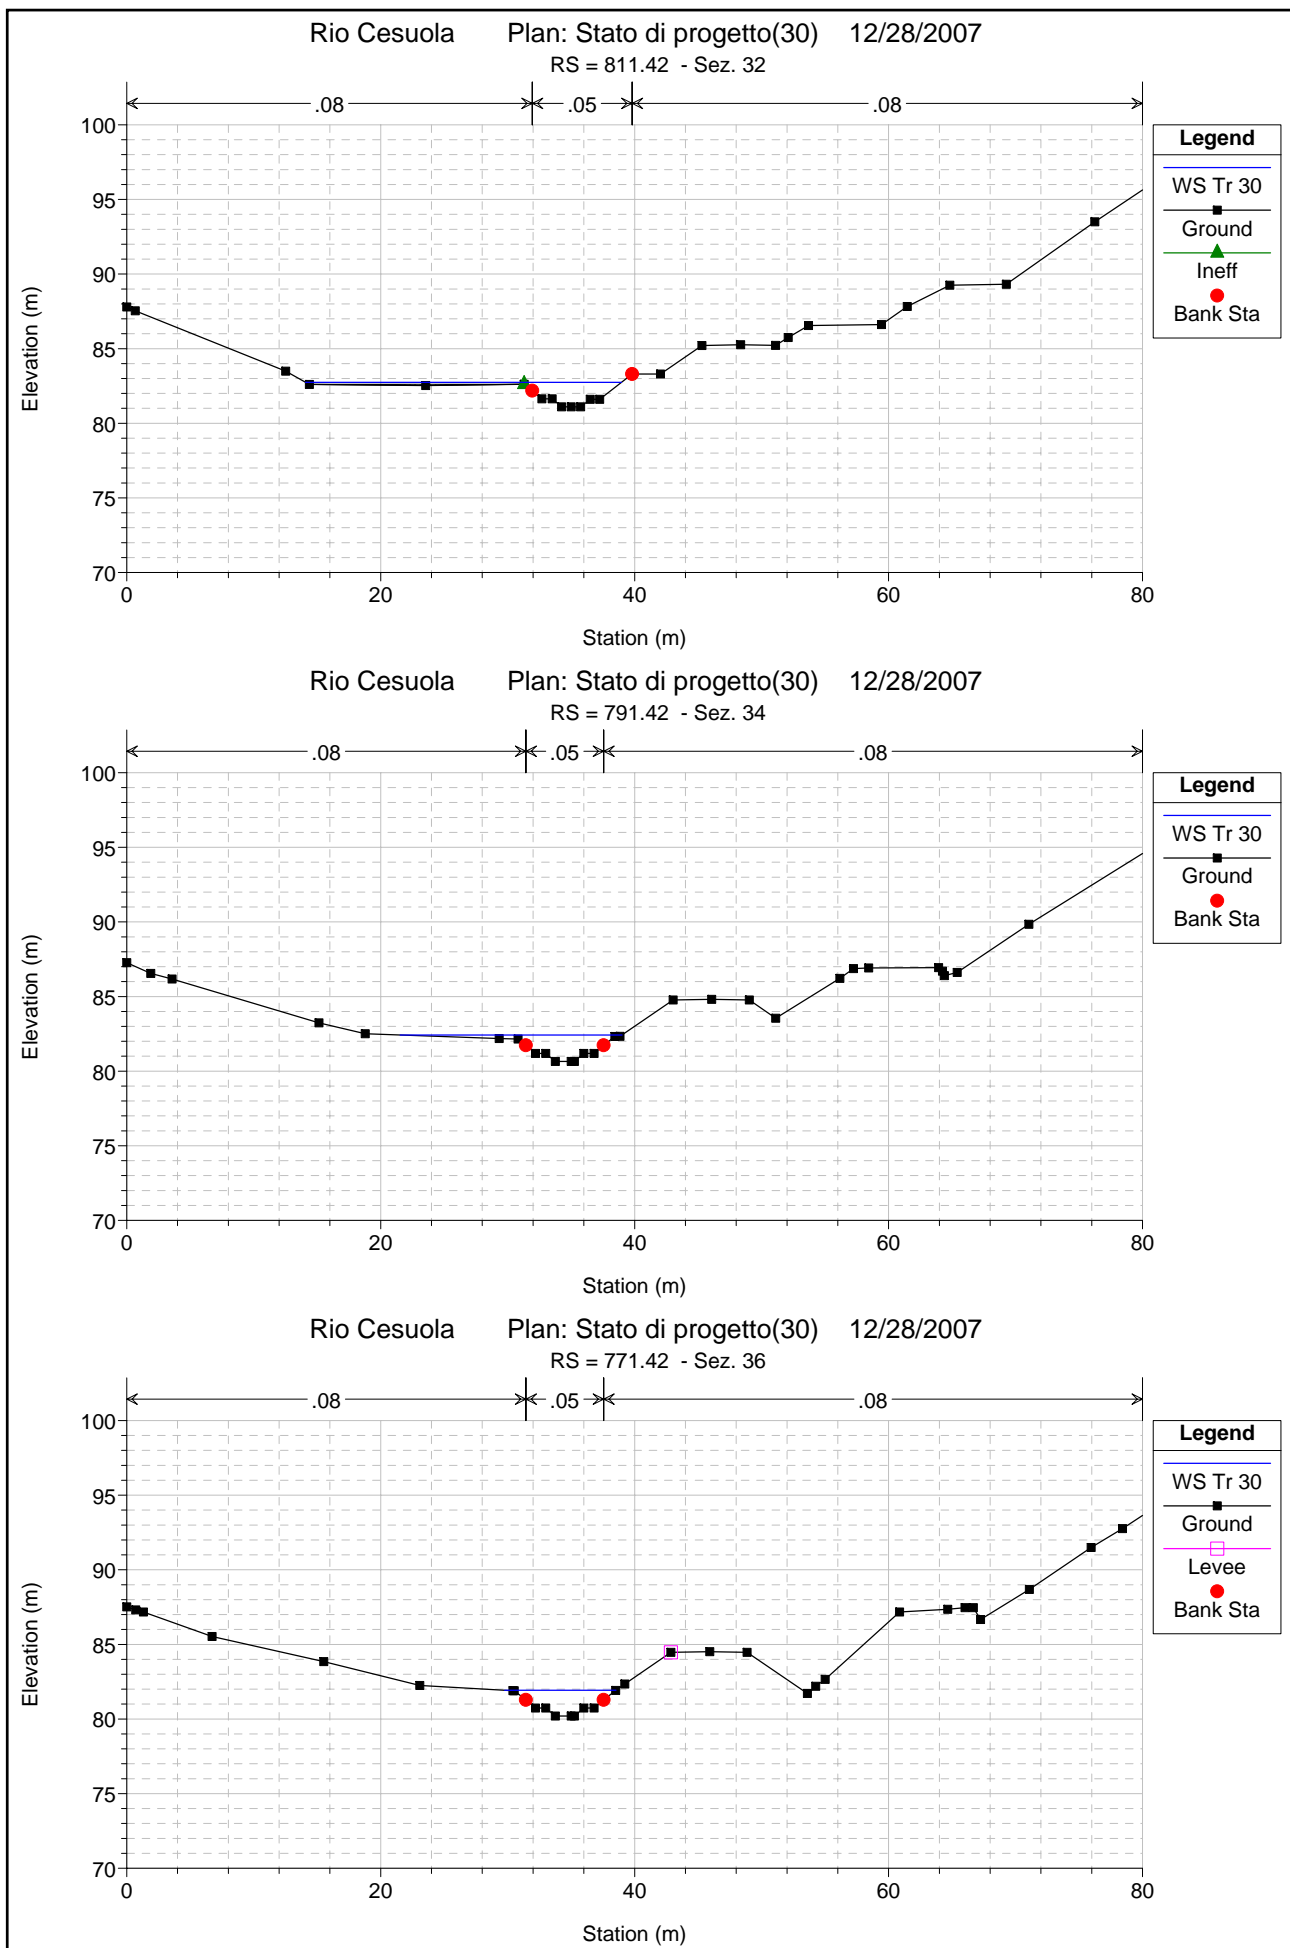 Rio Cesuola Plan: Stato di progetto(30) 12/28/2007
RS = 811.42 - Sez. 32
.08 .05 .08
100
95
90
85
80
75
70
Elevation (m)
0 20 40 60 80
Station (m)
Legend
WS Tr 30
Ground
Ineff
Bank Sta
Rio Cesuola Plan: Stato di progetto(30) 12/28/2007
RS = 791.42 - Sez. 34
.08 .05 .08
100
95
90
85
80
75
70
Elevation (m)
0 20 40 60 80
Station (m)
Legend
WS Tr 30
Ground
Bank Sta
Rio Cesuola Plan: Stato di progetto(30) 12/28/2007
RS = 771.42 - Sez. 36
.08 .05 .08
100
95
90
85
80
75
70
Elevation (m)
0 20 40 60 80
Station (m)
Legend
WS Tr 30
Ground
Levee
Bank Sta